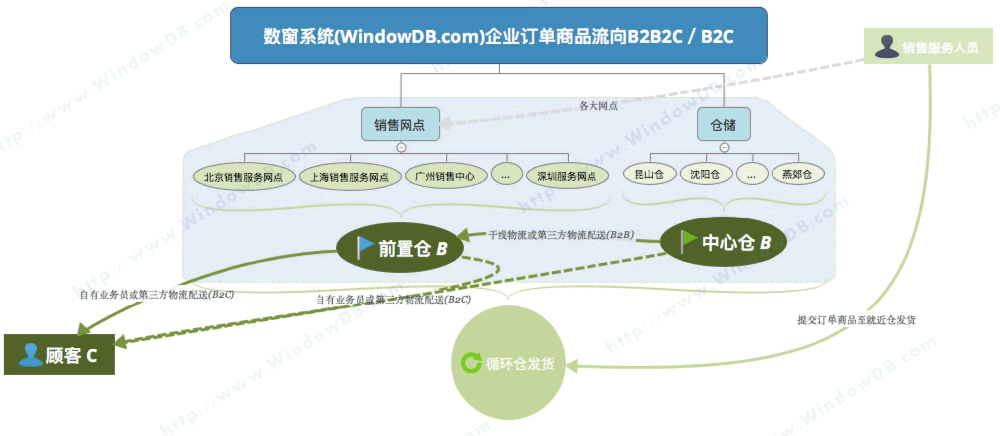 数窗系统(WindowDB.com)企业订单商品流向B2B2C / B2C
销售服务人员
各大网点
销售网点
仓储
北京销售服务网点
上海销售服务网点
广州销售中心
...
深圳服务网点
昆山仓
沈阳仓
...
燕郊仓
前置仓 B
干线物流或第三方物流配送(B2B)
中心仓 B
自有业务员或第三方物流配送(B2C)
自有业务员或第三方物流配送(B2C)
提交订单商品至就近仓发货
顾客 C
循环仓发货
http://www.WindowDB.com